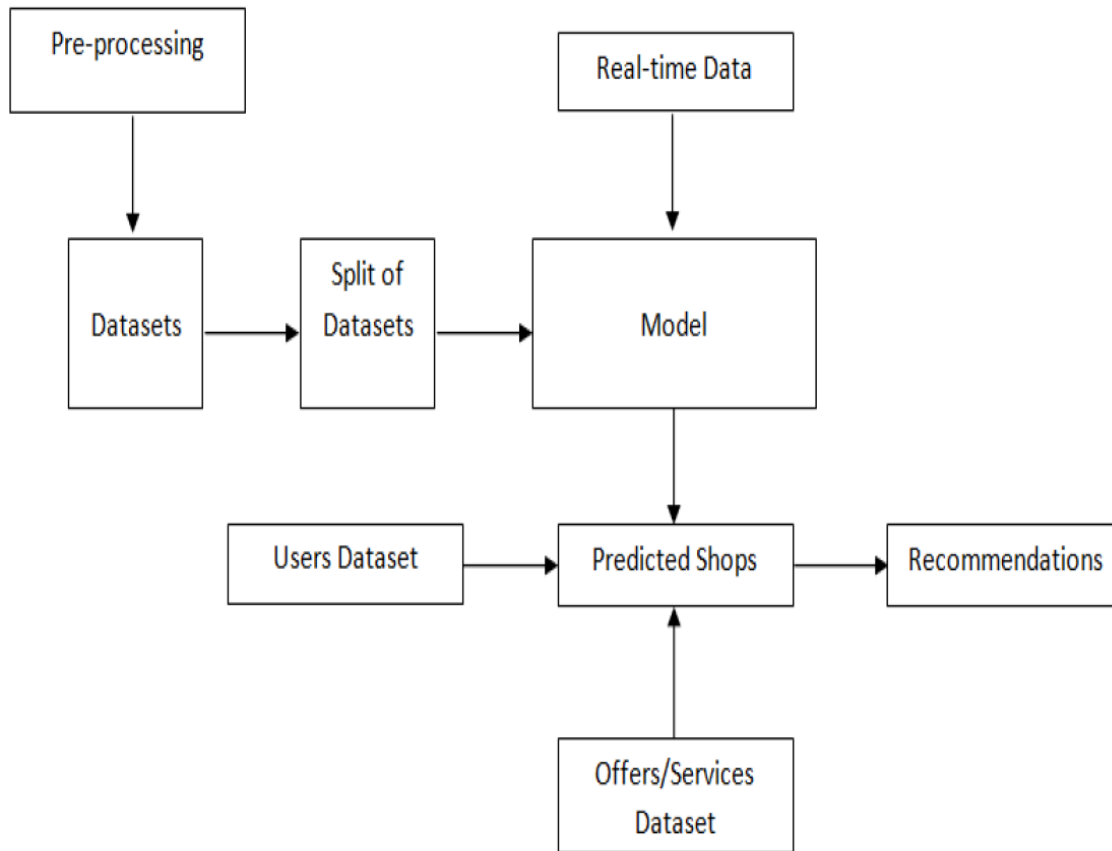 Pre-processing
Real-time Data
Datasets
Split of
Datasets
Model
Users Dataset
Predicted Shops
Recommendations
Offers/Services
Dataset